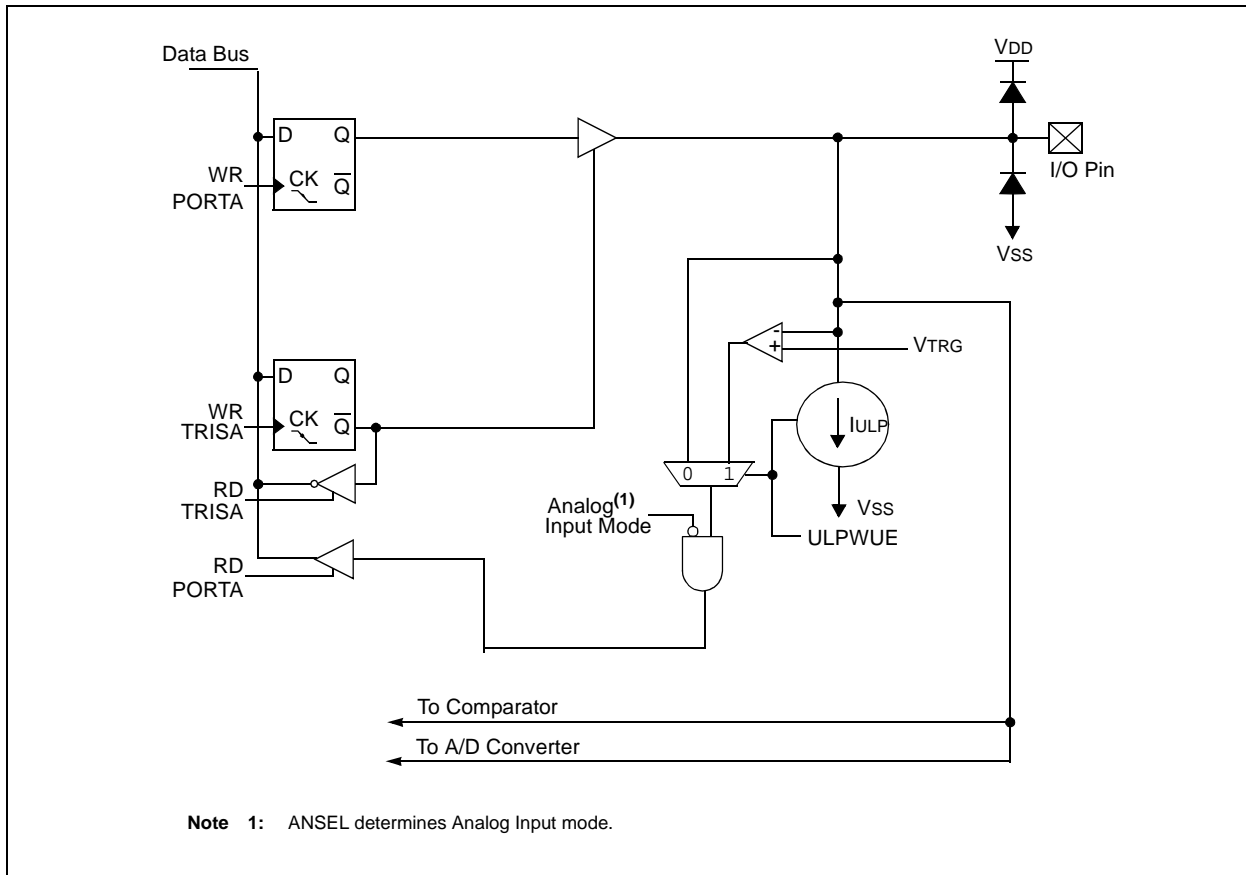 Data Bus
VDD
D Q
WR
PORTA
CK Q̅
I/O Pin
VSS
-
+
VTRG
D Q
WR
TRISA
CK Q̅
IULP
0 1
RD
TRISA
Analog(1)
Input Mode
VSS
ULPWUE
RD
PORTA
To Comparator
To A/D Converter
Note 1: ANSEL determines Analog Input mode.